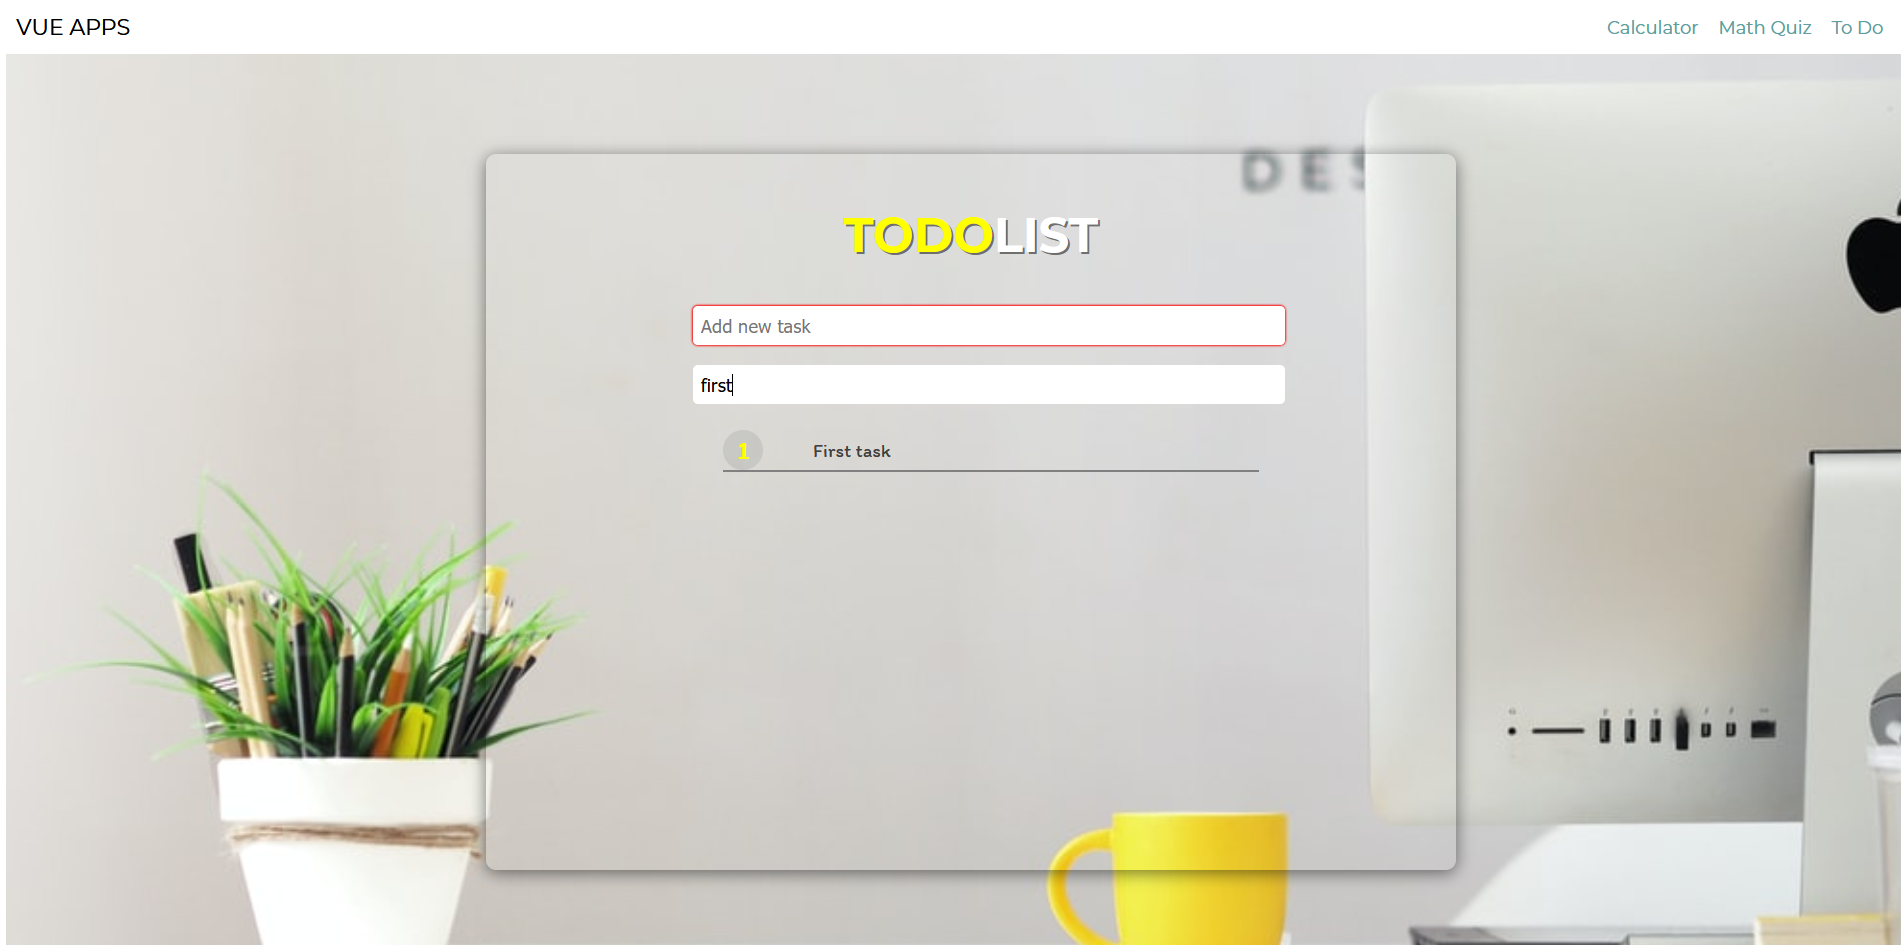 VUE APPS
Calculator Math Quiz To Do
DES
TODOLIST
Add new task
first
1 First task